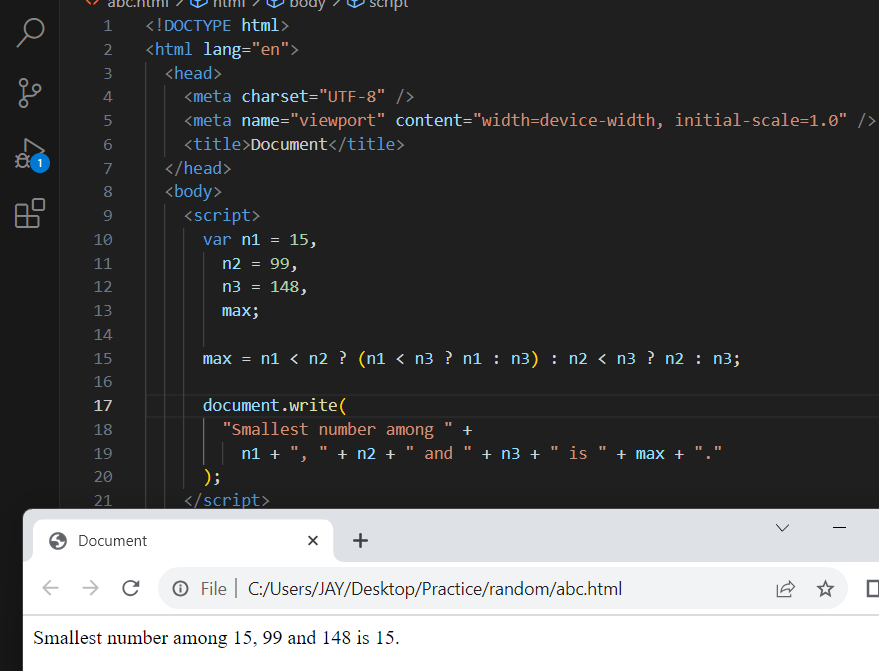 abc.html > html > body > script
1 <!DOCTYPE html>
2 <html lang="en">
3 <head>
4 <meta charset="UTF-8" />
5 <meta name="viewport" content="width=device-width, initial-scale=1.0" />
6 <title>Document</title>
7 </head>
8 <body>
9 <script>
10 var n1 = 15,
11 n2 = 99,
12 n3 = 148,
13 max;
14
15 max = n1 < n2 ? (n1 < n3 ? n1 : n3) : n2 < n3 ? n2 : n3;
16
17 document.write(
18 "Smallest number among " +
19 n1 + ", " + n2 + " and " + n3 + " is " + max + "."
20 );
21 </script>
1
Document
File | C:/Users/JAY/Desktop/Practice/random/abc.html
Smallest number among 15, 99 and 148 is 15.